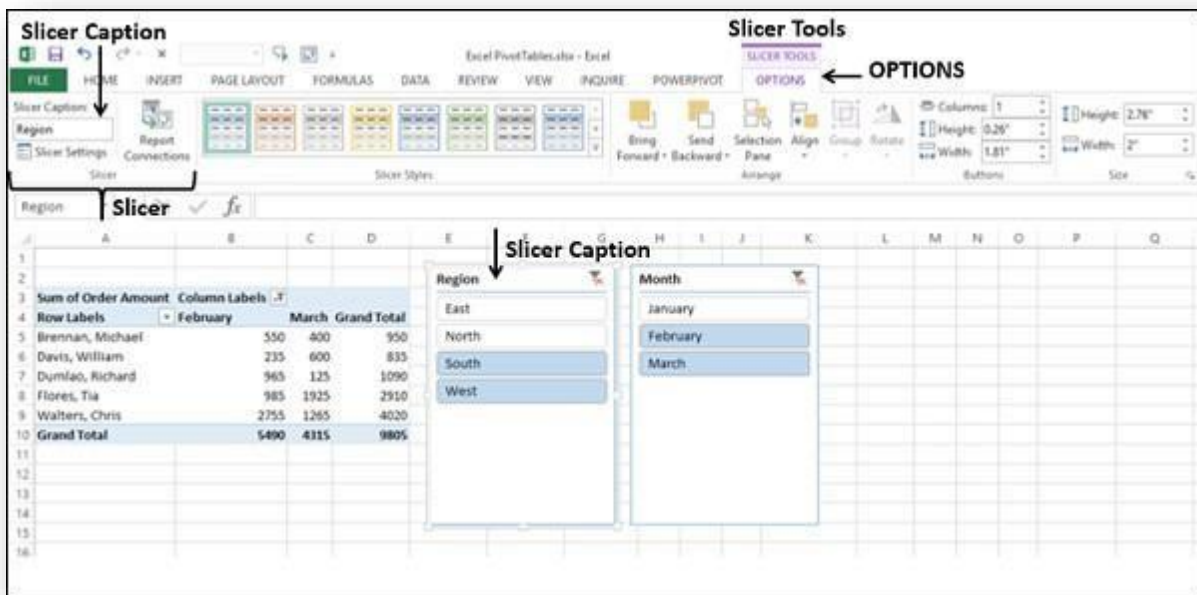 Slicer Caption
Slicer Tools
Excel PivotTables.xlsx - Excel
SLICER TOOLS
FILE HOME INSERT PAGE LAYOUT FORMULAS DATA REVIEW VIEW INQUIRE POWERPIVOT OPTIONS
OPTIONS
Slicer Caption:
Region
Slicer Settings
Report Connections
Slicer
Slicer Styles
Bring Forward
Send Backward
Selection Pane
Align
Group
Rotate
Arrange
Columns: 1
Height: 0.26"
Width: 1.81"
Buttons
Height: 2.76"
Width: 2"
Size
Region
Slicer
fx
A B C D E F G H I J K L M N O P Q
Slicer Caption
1
2
3 Sum of Order Amount Column Labels
4 Row Labels February March Grand Total
5 Brennan, Michael 550 400 950
6 Davis, William 235 600 835
7 Dumlao, Richard 965 125 1090
8 Flores, Tia 985 1925 2910
9 Walters, Chris 2755 1265 4020
10 Grand Total 5490 4315 9805
11
12
13
14
15
16
Region
East
North
South
West
Month
January
February
March